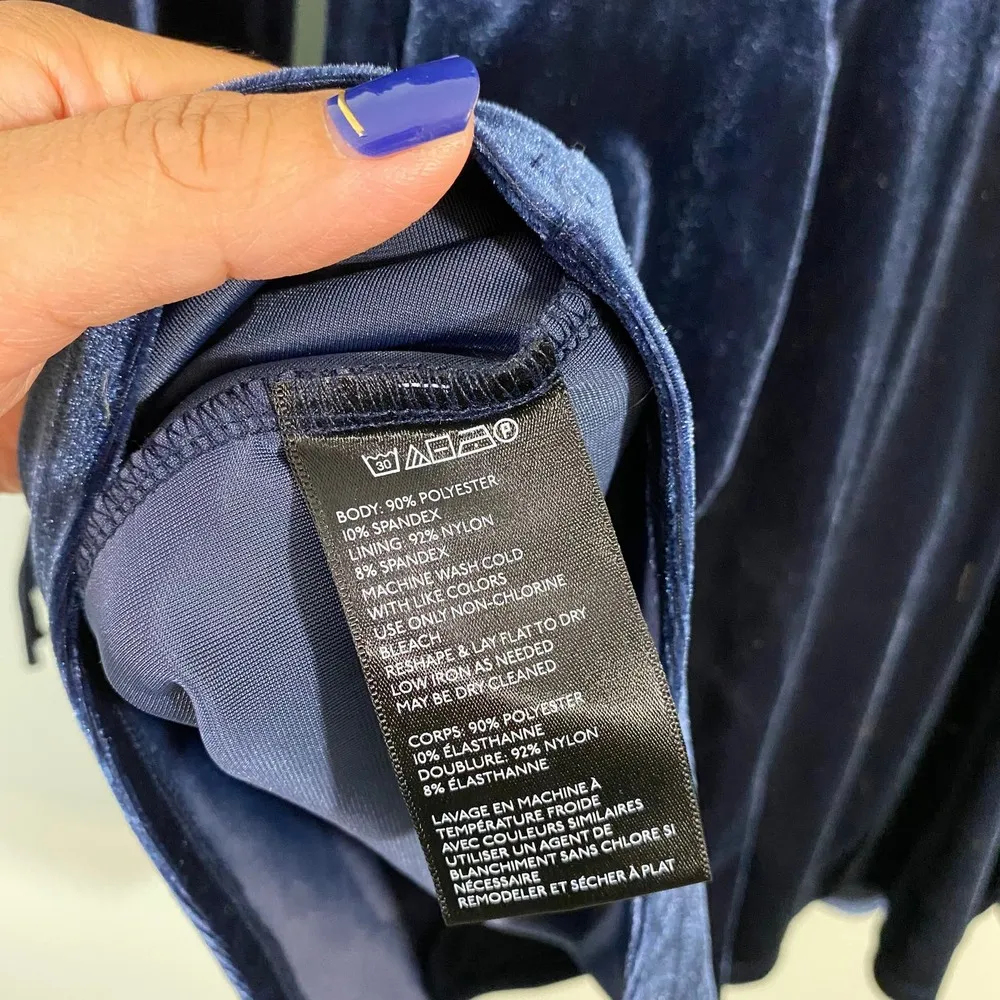 30
P
BODY: 90% POLYESTER
10% SPANDEX
LINING: 92% NYLON
8% SPANDEX
MACHINE WASH COLD
WITH LIKE COLORS
USE ONLY NON-CHLORINE
BLEACH
RESHAPE & LAY FLAT TO DRY
LOW IRON AS NEEDED
MAY BE DRY CLEANED
CORPS: 90% POLYESTER
10% ÉLASTHANNE
DOUBLURE: 92% NYLON
8% ÉLASTHANNE
LAVAGE EN MACHINE À
TEMPÉRATURE FROIDE
AVEC COULEURS SIMILAIRES
UTILISER UN AGENT DE
BLANCHIMENT SANS CHLORE SI
NÉCESSAIRE
REMODELER ET SÉCHER À PLAT